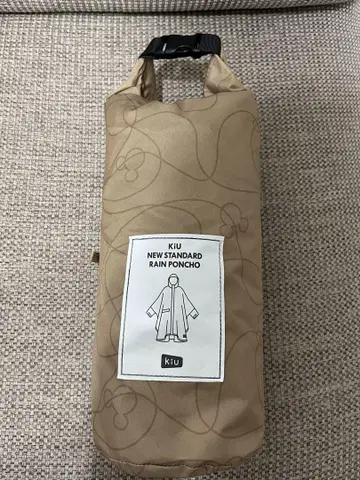 KiU
NEW STANDARD
RAIN PONCHO
kiu